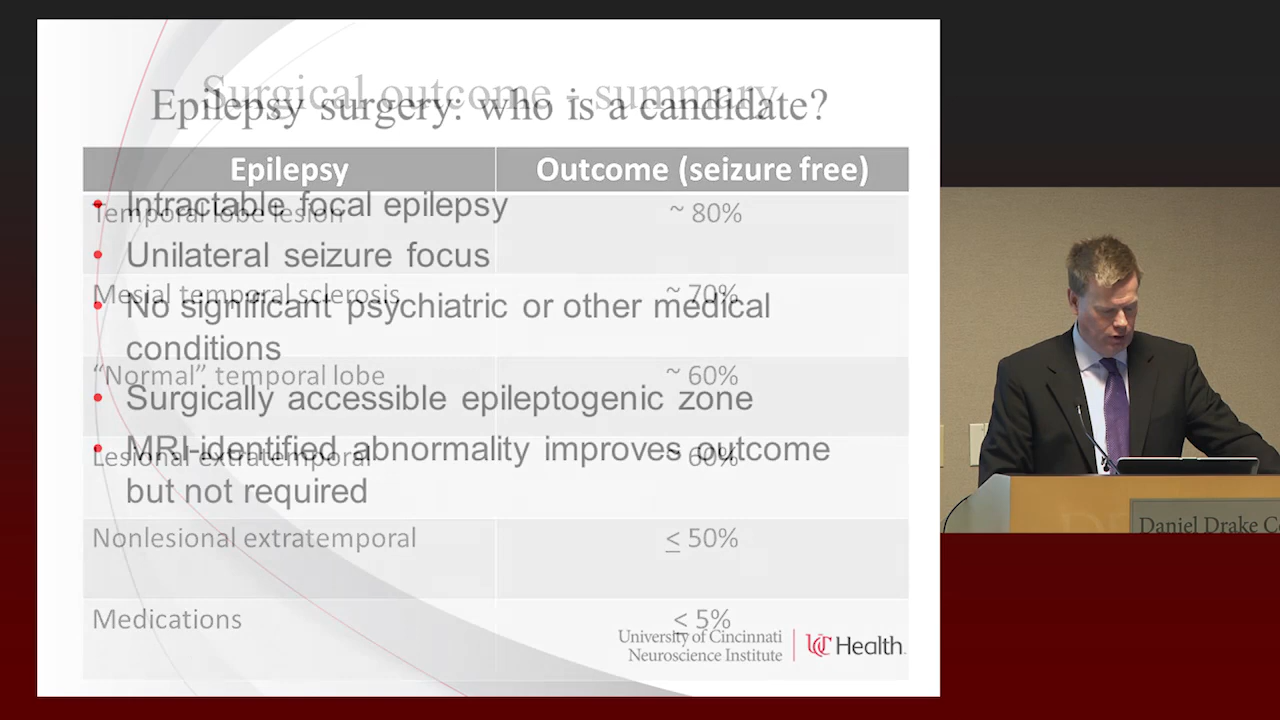 Surgical outcome - summary
Epilepsy surgery: who is a candidate?
Epilepsy Outcome (seizure free)
• Intractable focal epilepsy
Temporal lobe lesion ~ 80%
• Unilateral seizure focus
Mesial temporal sclerosis ~ 70%
• No significant psychiatric or other medical
conditions
“Normal” temporal lobe ~ 60%
• Surgically accessible epileptogenic zone
• MRI-identified abnormality improves outcome
Lesional extratemporal ~ 60%
but not required
Nonlesional extratemporal ≤ 50%
Medications ≤ 5%
University of Cincinnati
Neuroscience Institute
UC Health
Daniel Drake